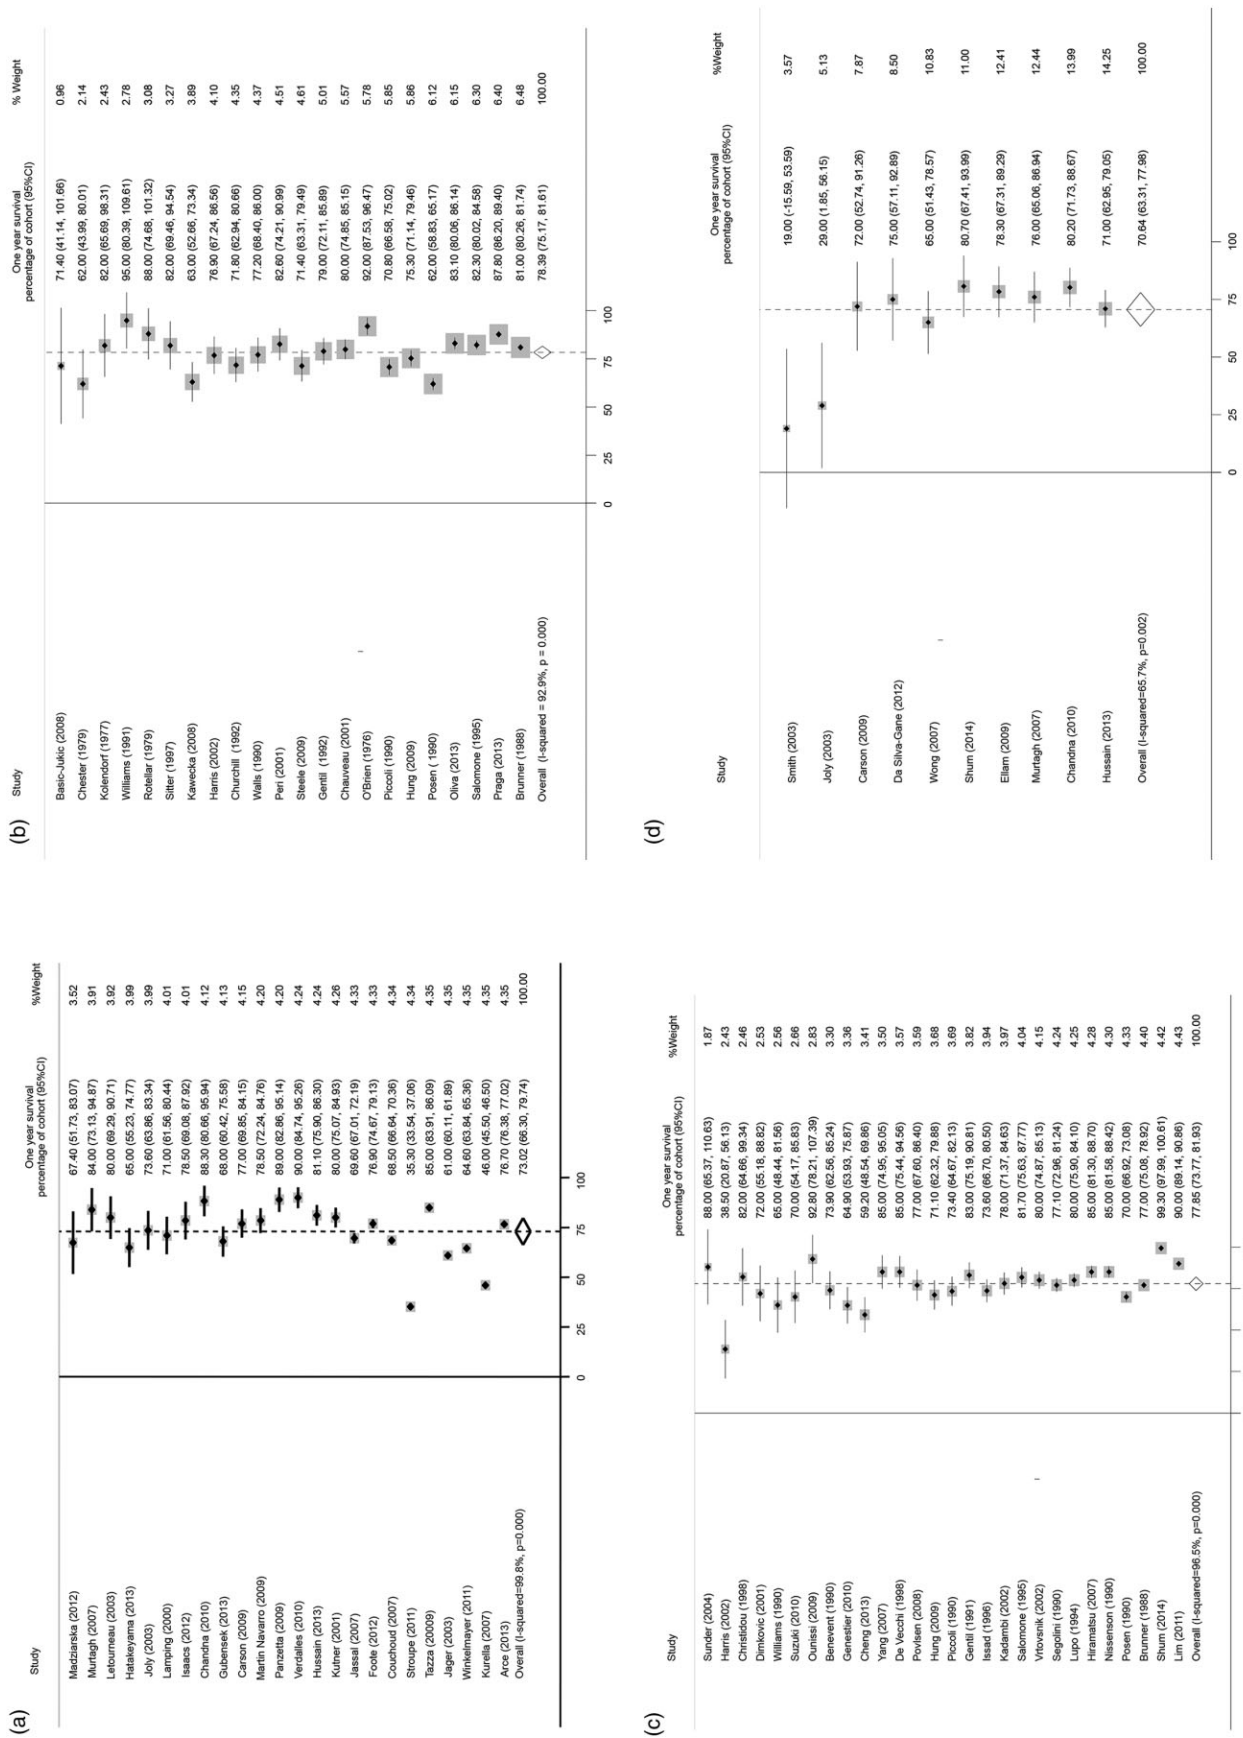 (a)
Study One year survival percentage of cohort (95%CI) %Weight
Madziarska (2012) 67.40 (51.73, 83.07) 3.52
Murtagh (2007) 84.00 (73.13, 94.87) 3.91
Letourneau (2003) 80.00 (69.29, 90.71) 3.92
Hatakeyama (2013) 65.00 (55.23, 74.77) 3.99
Joly (2003) 73.60 (63.86, 83.34) 3.99
Lamping (2000) 71.00 (61.56, 80.44) 4.01
Isaacs (2012) 78.50 (69.08, 87.92) 4.01
Chandna (2010) 88.30 (80.66, 95.94) 4.12
Gubensek (2013) 68.00 (60.42, 75.58) 4.13
Carson (2009) 77.00 (69.85, 84.15) 4.15
Martin Navarro (2009) 78.50 (72.24, 84.76) 4.20
Panzetta (2009) 89.00 (82.86, 95.14) 4.20
Verdalles (2010) 90.00 (84.74, 95.26) 4.24
Hussain (2013) 81.10 (75.90, 86.30) 4.24
Kutner (2001) 80.00 (75.07, 84.93) 4.26
Jassal (2007) 69.60 (67.01, 72.19) 4.33
Foote (2012) 76.90 (74.67, 79.13) 4.33
Couchoud (2007) 68.50 (66.64, 70.36) 4.34
Stroupe (2011) 35.30 (33.54, 37.06) 4.34
Tazza (20009) 85.00 (83.91, 86.09) 4.35
Jager (2003) 61.00 (60.11, 61.89) 4.35
Winkelmayer (2011) 64.60 (63.84, 65.36) 4.35
Kurella (2007) 46.00 (45.50, 46.50) 4.35
Arce (2013) 76.70 (76.38, 77.02) 4.35
Overall (I-squared=99.8%, p=0.000) 73.02 (66.30, 79.74) 100.00
0 25 50 75 100
(b)
Study One year survival percentage of cohort (95%CI) % Weight
Basic-Jukic (2008) 71.40 (41.14, 101.66) 0.96
Chester (1979) 62.00 (43.99, 80.01) 2.14
Kolendorf (1977) 82.00 (65.69, 98.31) 2.43
Williams (1991) 95.00 (80.39, 109.61) 2.78
Rotellar (1979) 88.00 (74.68, 101.32) 3.08
Sitter (1997) 82.00 (69.46, 94.54) 3.27
Kawecka (2008) 63.00 (52.66, 73.34) 3.89
Harris (2002) 76.90 (67.24, 86.56) 4.10
Churchill (1992) 71.80 (62.94, 80.66) 4.35
Walls (1990) 77.20 (68.40, 86.00) 4.37
Peri (2001) 82.60 (74.21, 90.99) 4.51
Steele (2009) 71.40 (63.31, 79.49) 4.61
Gentil (1992) 79.00 (72.11, 85.89) 5.01
Chauveau (2001) 80.00 (74.85, 85.15) 5.57
O'Brien (1976) 92.00 (87.53, 96.47) 5.78
Piccoli (1990) 70.80 (66.58, 75.02) 5.85
Hung (2009) 75.30 (71.14, 79.46) 5.86
Posen ( 1990) 62.00 (58.83, 65.17) 6.12
Oliva (2013) 83.10 (80.06, 86.14) 6.15
Salomone (1995) 82.30 (80.02, 84.58) 6.30
Praga (2013) 87.80 (86.20, 89.40) 6.40
Brunner (1988) 81.00 (80.26, 81.74) 6.48
Overall (I-squared = 92.9%, p = 0.000) 78.39 (75.17, 81.61) 100.00
0 25 50 75 100
(c)
Study One year survival percentage of cohort (95%CI) %Weight
Sunder (2004) 88.00 (65.37, 110.63) 1.87
Harris (2002) 38.50 (20.87, 56.13) 2.43
Christidou (1998) 82.00 (64.66, 99.34) 2.46
Dimkovic (2001) 72.00 (55.18, 88.82) 2.53
Williams (1990) 65.00 (48.44, 81.56) 2.56
Suzuki (2010) 70.00 (54.17, 85.83) 2.66
Ounissi (2009) 92.80 (78.21, 107.39) 2.83
Benevent (1990) 73.90 (62.56, 85.24) 3.30
Genestier (2010) 64.90 (53.93, 75.87) 3.36
Cheng (2013) 59.20 (48.54, 69.86) 3.41
Yang (2007) 85.00 (74.95, 95.05) 3.50
De Vecchi (1998) 85.00 (75.44, 94.56) 3.57
Povlsen (2008) 77.00 (67.60, 86.40) 3.59
Hung (2009) 71.10 (62.32, 79.88) 3.68
Piccoli (1990) 73.40 (64.67, 82.13) 3.69
Gentil (1991) 83.00 (75.19, 90.81) 3.82
Issad (1996) 73.60 (66.70, 80.50) 3.94
Kadambi (2002) 78.00 (71.37, 84.63) 3.97
Salomone (1995) 81.70 (75.63, 87.77) 4.04
Vrtovsnik (2002) 80.00 (74.87, 85.13) 4.15
Segolini (1990) 77.10 (72.96, 81.24) 4.24
Lupo (1994) 80.00 (75.90, 84.10) 4.25
Hiramatsu (2007) 85.00 (81.30, 88.70) 4.28
Nissenson (1990) 85.00 (81.58, 88.42) 4.30
Posen (1990) 70.00 (66.92, 73.08) 4.33
Brunner (1988) 77.00 (75.08, 78.92) 4.40
Shum (2014) 99.30 (97.99, 100.61) 4.42
Lim (2011) 90.00 (89.14, 90.86) 4.43
Overall (I-squared=96.5%, p=0.000) 77.85 (73.77, 81.93) 100.00
(d)
Study One year survival percentage of cohort (95%CI) %Weight
Smith (2003) 19.00 (-15.59, 53.59) 3.57
Joly (2003) 29.00 (1.85, 56.15) 5.13
Carson (2009) 72.00 (52.74, 91.26) 7.87
Da Silva-Gane (2012) 75.00 (57.11, 92.89) 8.50
Wong (2007) 65.00 (51.43, 78.57) 10.83
Shum (2014) 80.70 (67.41, 93.99) 11.00
Ellam (2009) 78.30 (67.31, 89.29) 12.41
Murtagh (2007) 76.00 (65.06, 86.94) 12.44
Chandna (2010) 80.20 (71.73, 88.67) 13.99
Hussain (2013) 71.00 (62.95, 79.05) 14.25
Overall (I-squared=65.7%, p=0.002) 70.64 (63.31, 77.98) 100.00
0 25 50 75 100